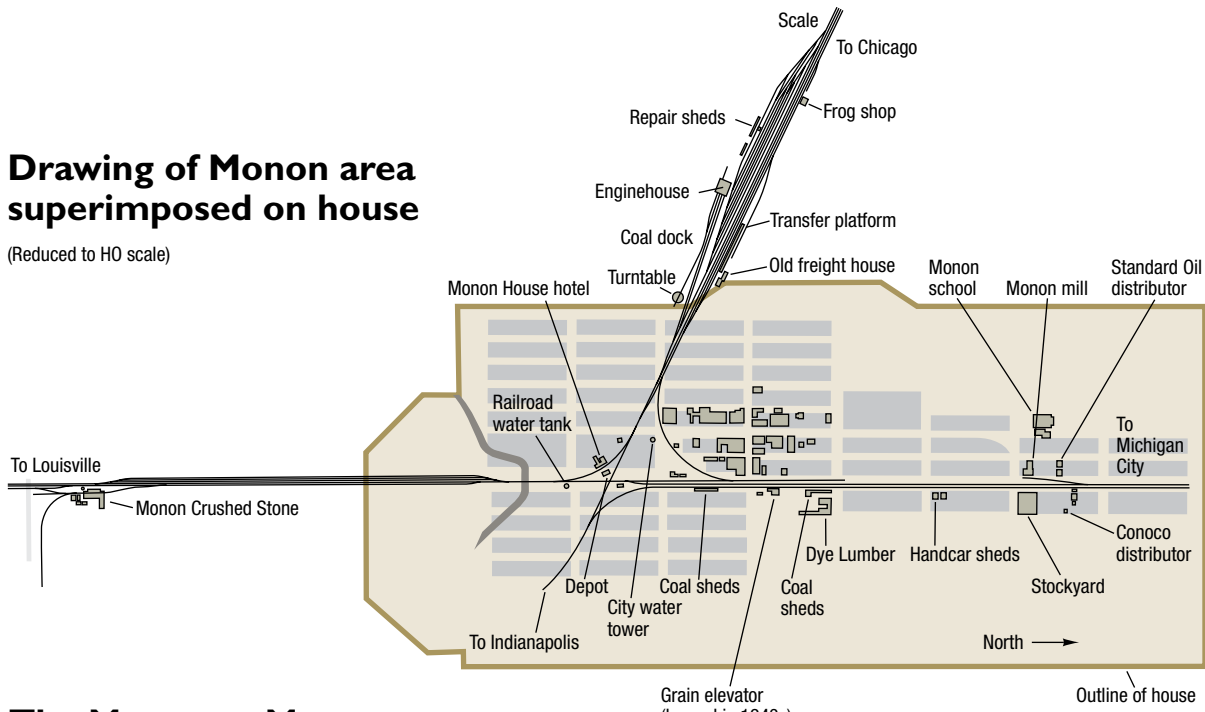 Scale
To Chicago
Frog shop
Repair sheds
Drawing of Monon area
superimposed on house
(Reduced to HO scale)
Enginehouse
Transfer platform
Coal dock
Old freight house
Turntable
Monon House hotel
Monon
school
Monon mill
Standard Oil
distributor
Railroad
water tank
To
Michigan
City
To Louisville
Monon Crushed Stone
Depot
City water
tower
Coal sheds
Coal
sheds
Dye Lumber
Handcar sheds
Stockyard
Conoco
distributor
To Indianapolis
North
Grain elevator
Outline of house